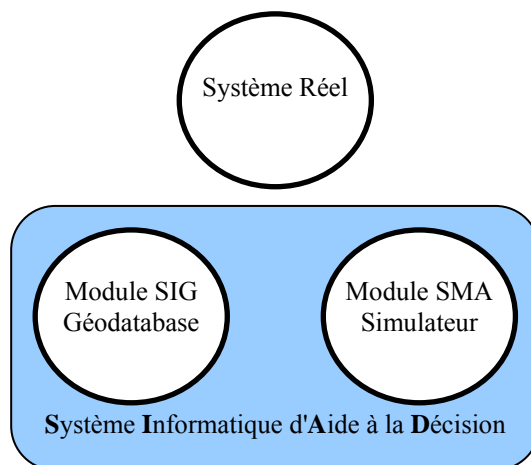 Système Réel
Module SIG
Géodatabase
Module SMA
Simulateur
Système Informatique d'Aide à la Décision